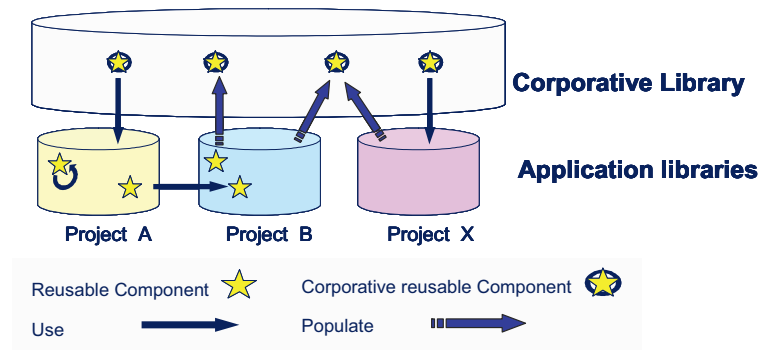 Corporative Library
Application libraries
Project A
Project B
Project X
Reusable Component
Corporative reusable Component
Use
Populate